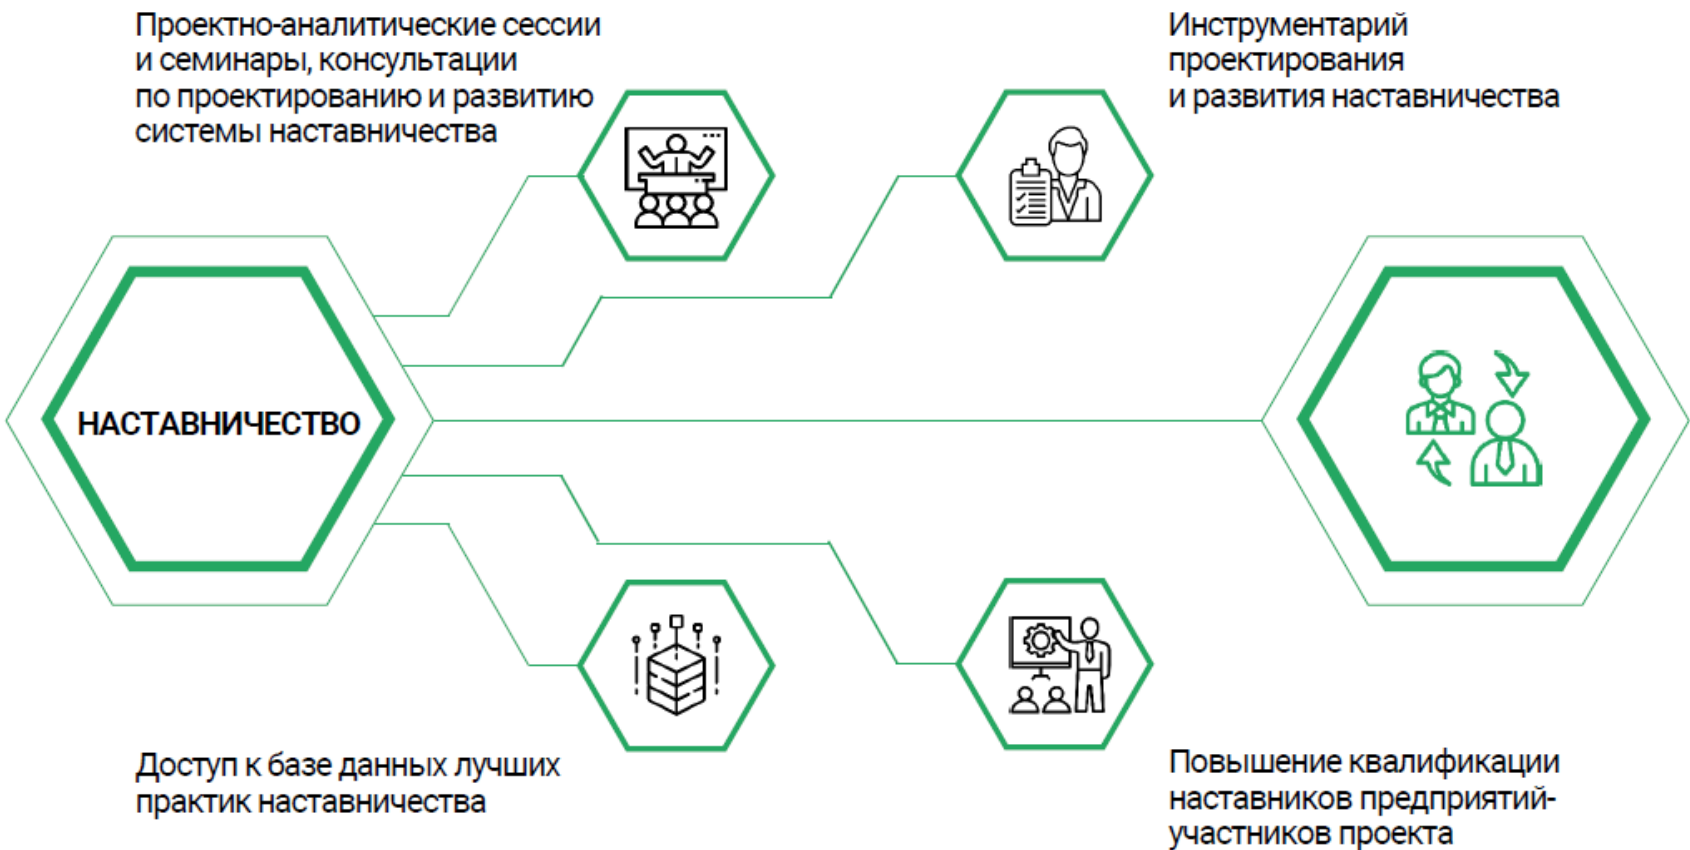 Проектно-аналитические сессии
и семинары, консультации
по проектированию и развитию
системы наставничества
Инструментарий
проектирования
и развития наставничества
НАСТАВНИЧЕСТВО
Доступ к базе данных лучших
практик наставничества
Повышение квалификации
наставников предприятий-
участников проекта